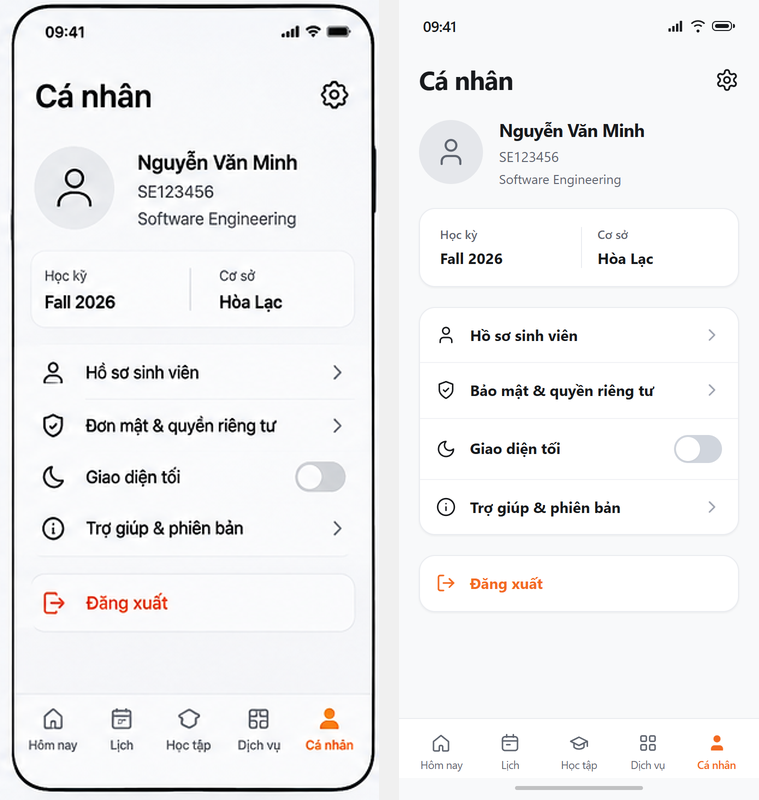 09:41
Cá nhân
Nguyễn Văn Minh
SE123456
Software Engineering
Học kỳ
Fall 2026
Cơ sở
Hòa Lạc
Hồ sơ sinh viên
Đơn mật & quyền riêng tư
Giao diện tối
Trợ giúp & phiên bản
Đăng xuất
Hôm nay
Lịch
Học tập
Dịch vụ
Cá nhân
09:41
Cá nhân
Nguyễn Văn Minh
SE123456
Software Engineering
Học kỳ
Fall 2026
Cơ sở
Hòa Lạc
Hồ sơ sinh viên
Bảo mật & quyền riêng tư
Giao diện tối
Trợ giúp & phiên bản
Đăng xuất
Hôm nay
Lịch
Học tập
Dịch vụ
Cá nhân